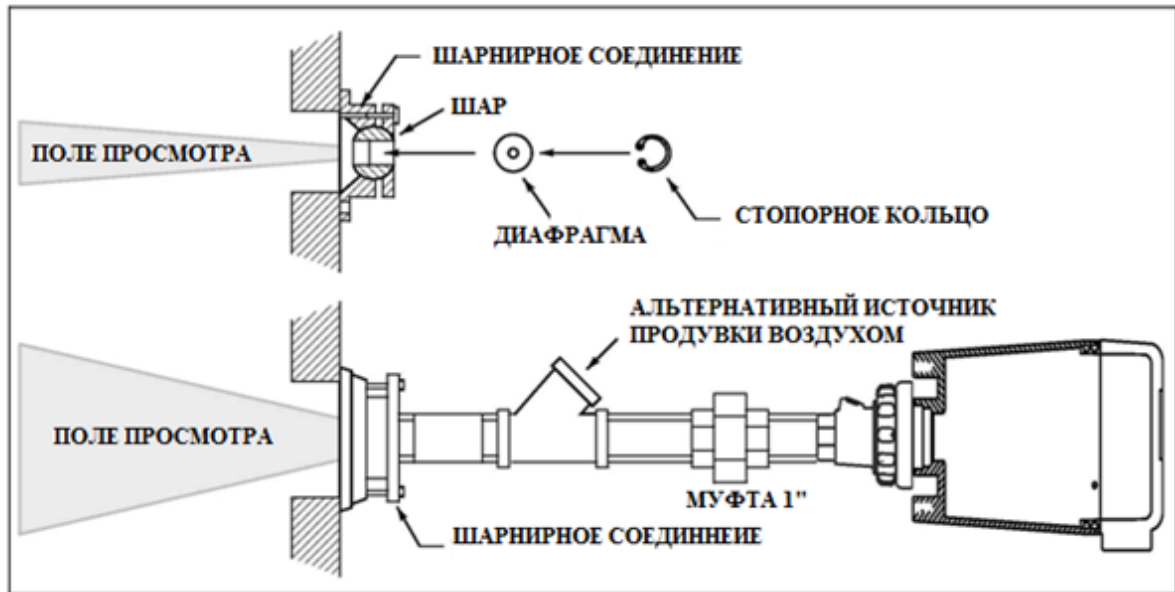 ШАРНИРНОЕ СОЕДИНЕНИЕ
ШАР
ПОЛЕ ПРОСМОТРА
СТОПОРНОЕ КОЛЬЦО
ДИАФРАГМА
АЛЬТЕРНАТИВНЫЙ ИСТОЧНИК
ПРОДУВКИ ВОЗДУХОМ
ПОЛЕ ПРОСМОТРА
МУФТА 1"
ШАРНИРНОЕ СОЕДИННЕИЕ